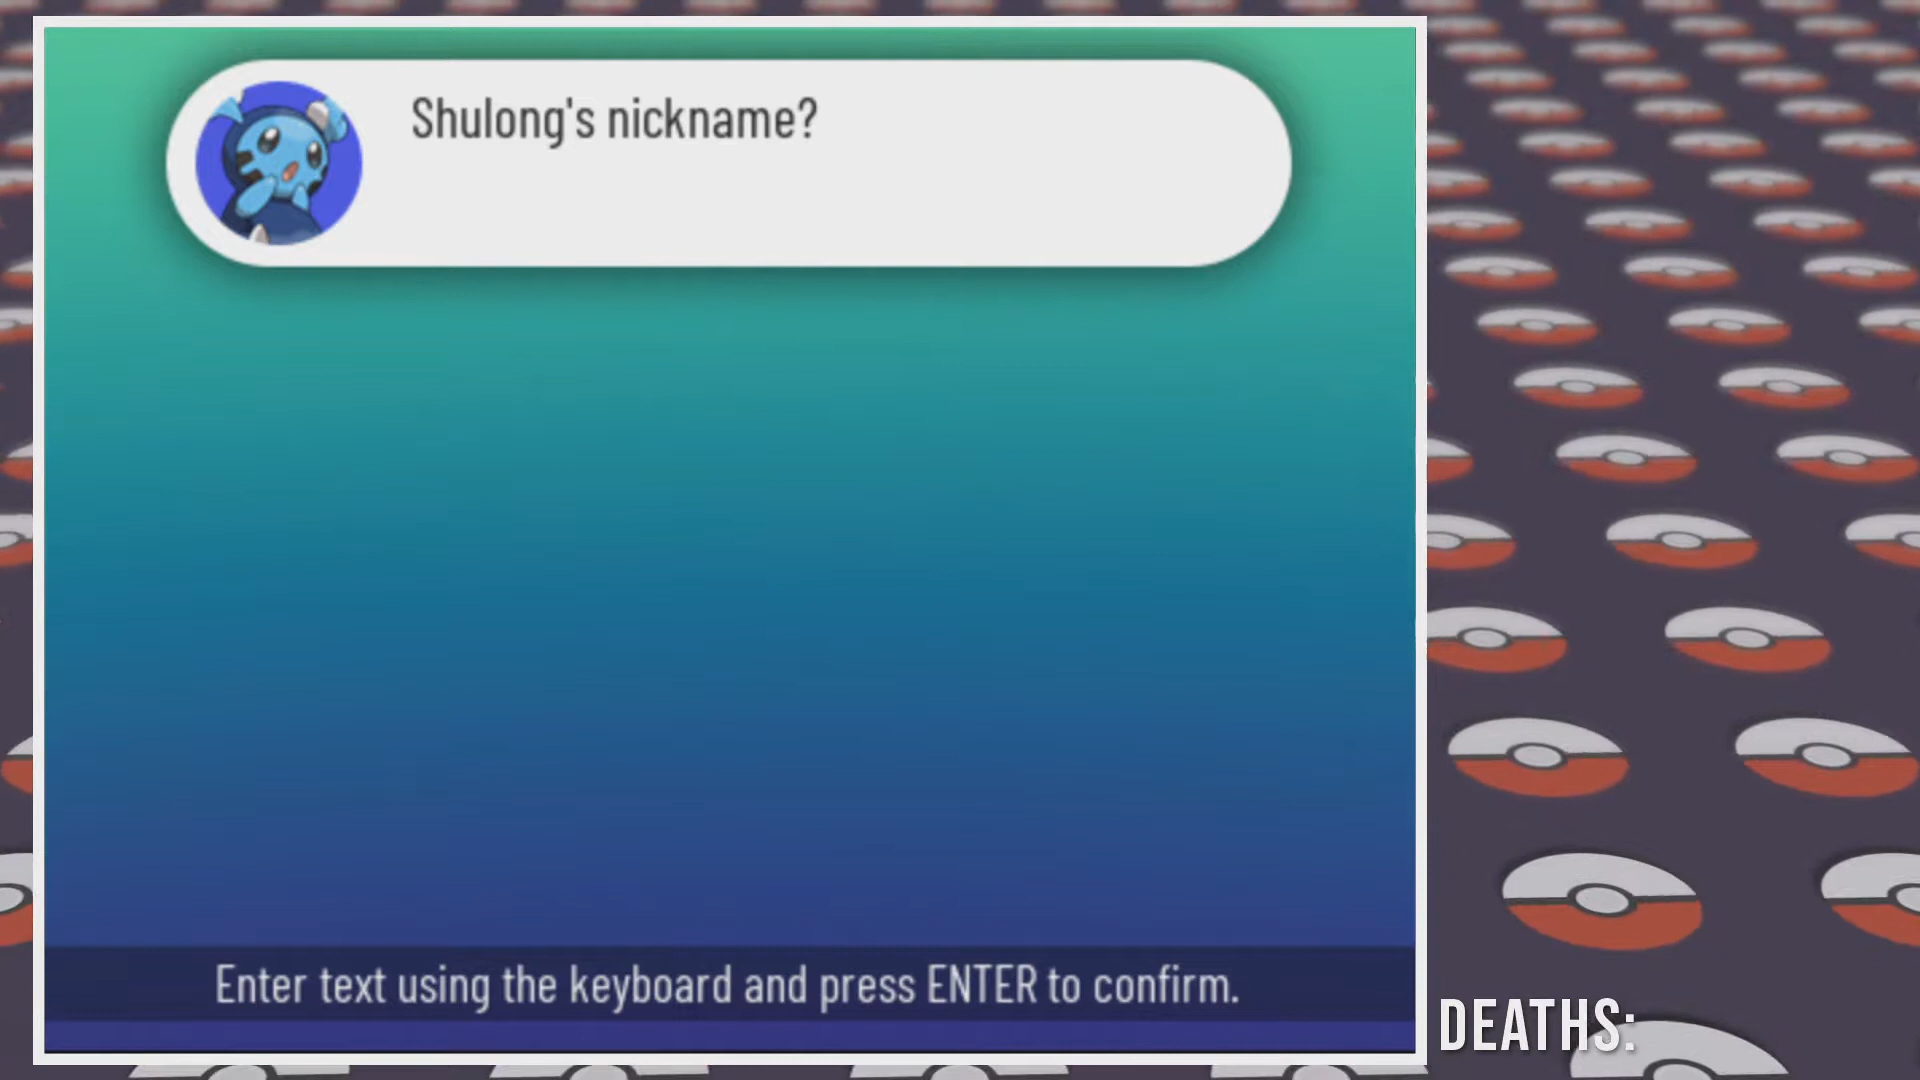 Shulong's nickname?
Enter text using the keyboard and press ENTER to confirm.
DEATHS: